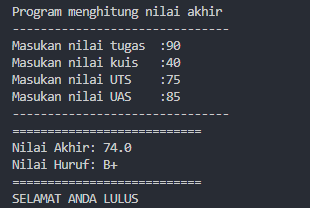 Program menghitung nilai akhir
-------------------------------
Masukan nilai tugas  :90
Masukan nilai kuis   :40
Masukan nilai UTS    :75
Masukan nilai UAS    :85
-------------------------------
===========================
Nilai Akhir: 74.0
Nilai Huruf: B+
===========================
SELAMAT ANDA LULUS